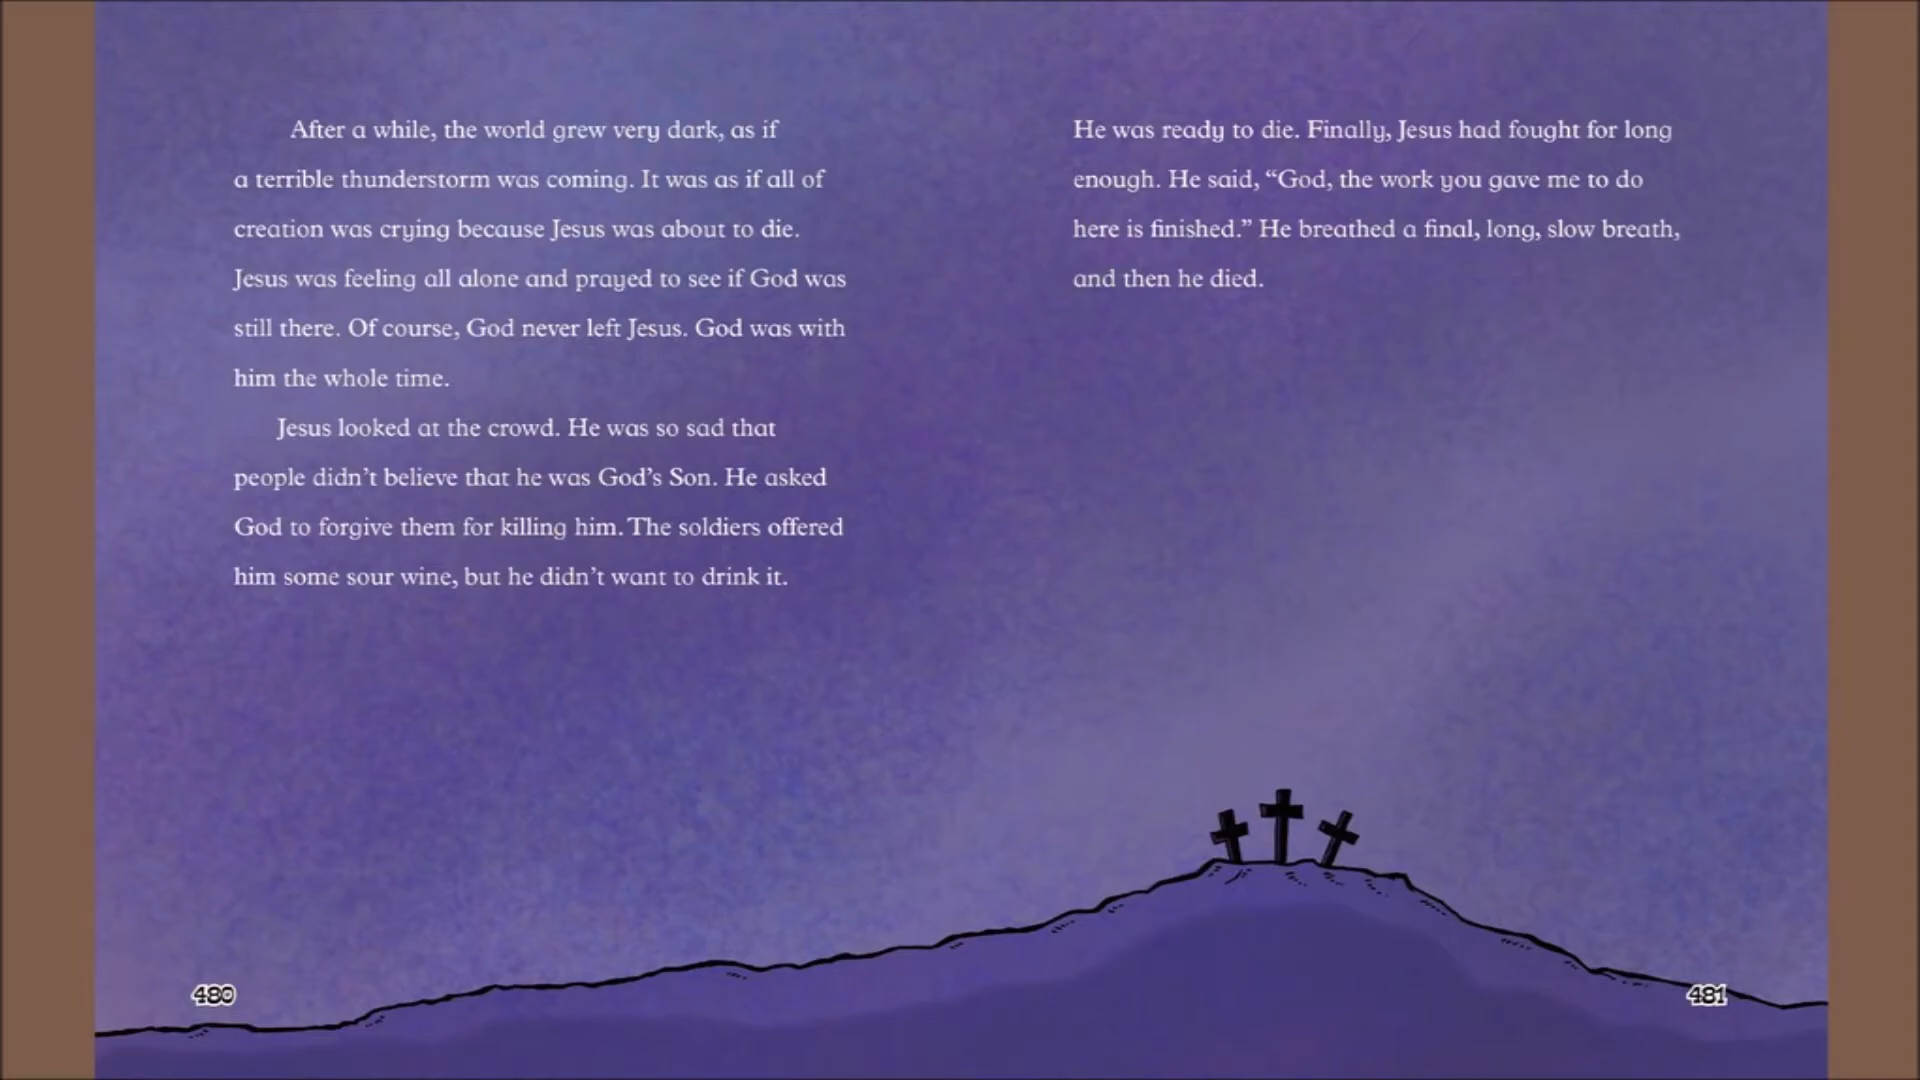 After a while, the world grew very dark, as if
a terrible thunderstorm was coming. It was as if all of
creation was crying because Jesus was about to die.
Jesus was feeling all alone and prayed to see if God was
still there. Of course, God never left Jesus. God was with
him the whole time.
Jesus looked at the crowd. He was so sad that
people didn’t believe that he was God’s Son. He asked
God to forgive them for killing him. The soldiers offered
him some sour wine, but he didn’t want to drink it.
480
He was ready to die. Finally, Jesus had fought for long
enough. He said, “God, the work you gave me to do
here is finished.” He breathed a final, long, slow breath,
and then he died.
481